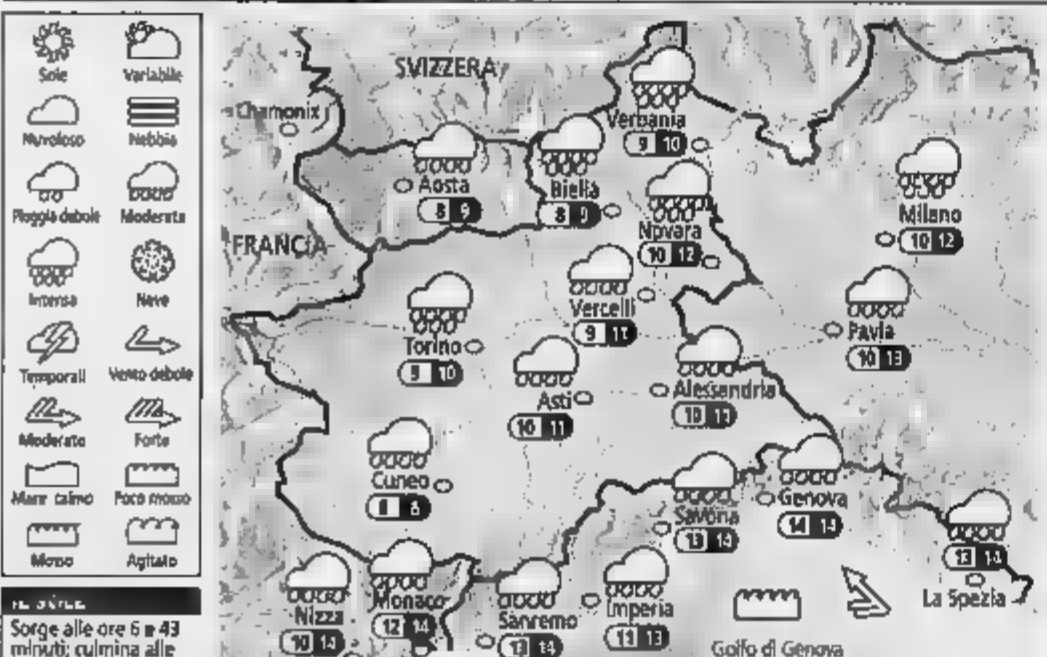 Sole Variabile
Nuvoloso Nebbia
Pioggia debole Moderata
Intensa Neve
Temporali Vento debole
Moderato Forte
Mare calmo Poco mosso
Mosso Agitato
Sorge alle ore 6 e 43
minuti; culmina alle
SVIZZERA
Chamonix
Verbania
9 10
Aosta
8 9
Biella
8 9
Novara
10 12
Milano
10 12
FRANCIA
Vercelli
9 11
Torino
9 10
Pavia
10 13
Asti
10 11
Alessandria
10
Cuneo
8
Savona
13 14
Genova
14 14
13 14
La Spezia
Nizza
10 14
Monaco
12 14
Sanremo
13 14
Imperia
13
Golfo di Genova